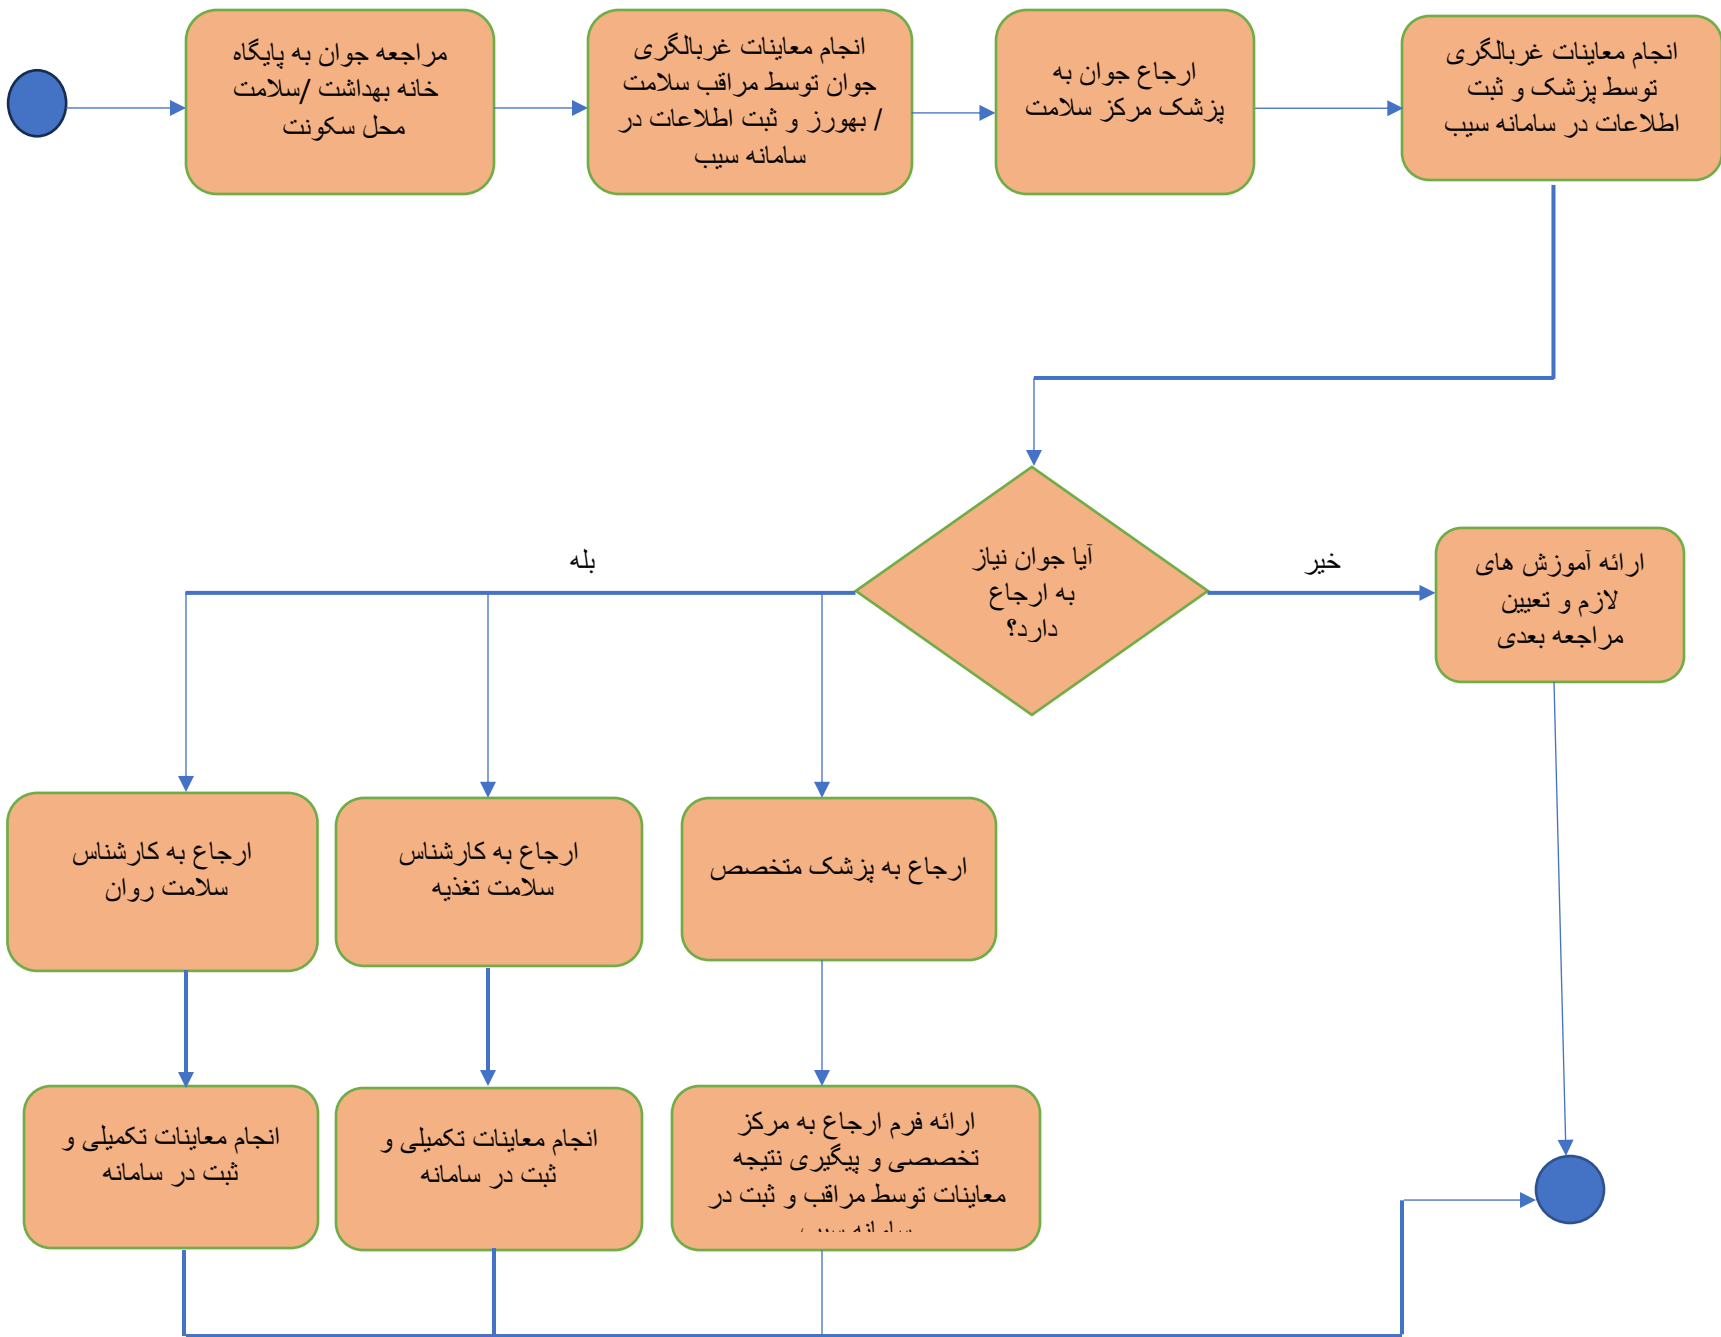 مراجعه جوان به پایگاه
خانه بهداشت /سلامت
محل سکونت
انجام معاینات غربالگری
جوان توسط مراقب سلامت
/ بهورز و ثبت اطلاعات در
سامانه سیب
ارجاع جوان به
پزشک مرکز سلامت
انجام معاینات غربالگری
توسط پزشک و ثبت
اطلاعات در سامانه سیب
آیا جوان نیاز
به ارجاع
دارد؟
بله
خیر
ارائه آموزش های
لازم و تعیین
مراجعه بعدی
ارجاع به کارشناس
سلامت روان
ارجاع به کارشناس
سلامت تغذیه
ارجاع به پزشک متخصص
انجام معاینات تکمیلی و
ثبت در سامانه
انجام معاینات تکمیلی و
ثبت در سامانه
ارائه فرم ارجاع به مرکز
تخصصی و پیگیری نتیجه
معاینات توسط مراقب و ثبت در
سامانه سیب